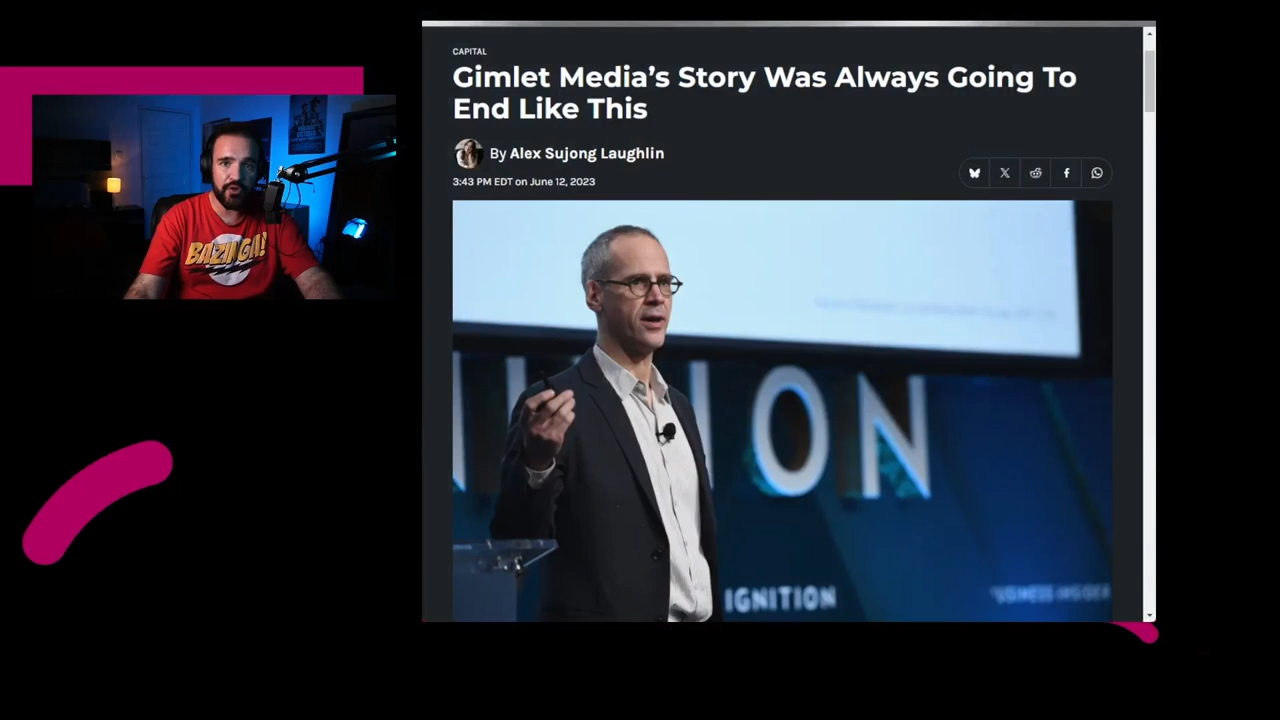 CAPITAL
Gimlet Media's Story Was Always Going To
End Like This
By Alex Sujong Laughlin
3:43 PM EDT on June 12, 2023
BAZINGA!
ION
IGNITION